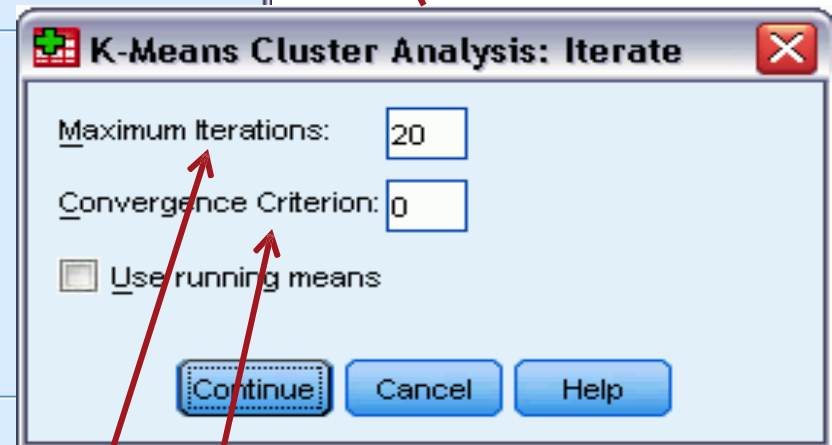 K-Means Cluster Analysis: Iterate
Maximum Iterations: 20
Convergence Criterion: 0
Use running means
Continue Cancel Help